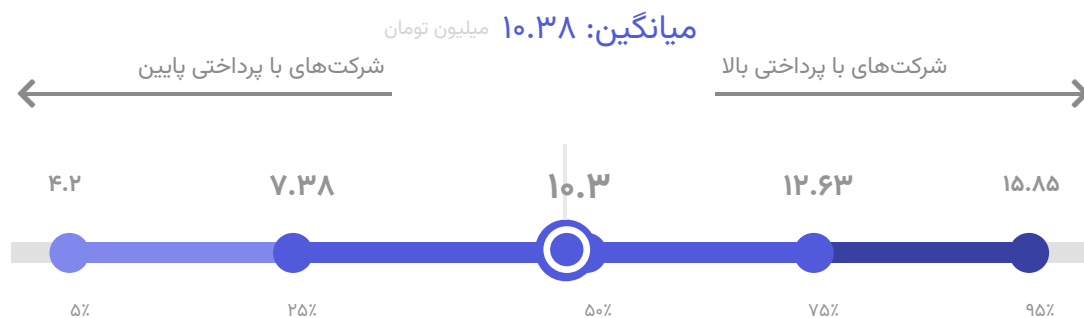 میانگین: ۱۰.۳۸ میلیون تومان
شرکت‌های با پرداختی بالا
شرکت‌های با پرداختی پایین
۴.۲ ۷.۳۸ ۱۰.۳ ۱۲.۶۳ ۱۵.۸۵
۵٪ ۲۵٪ ۵۰٪ ۷۵٪ ۹۵٪